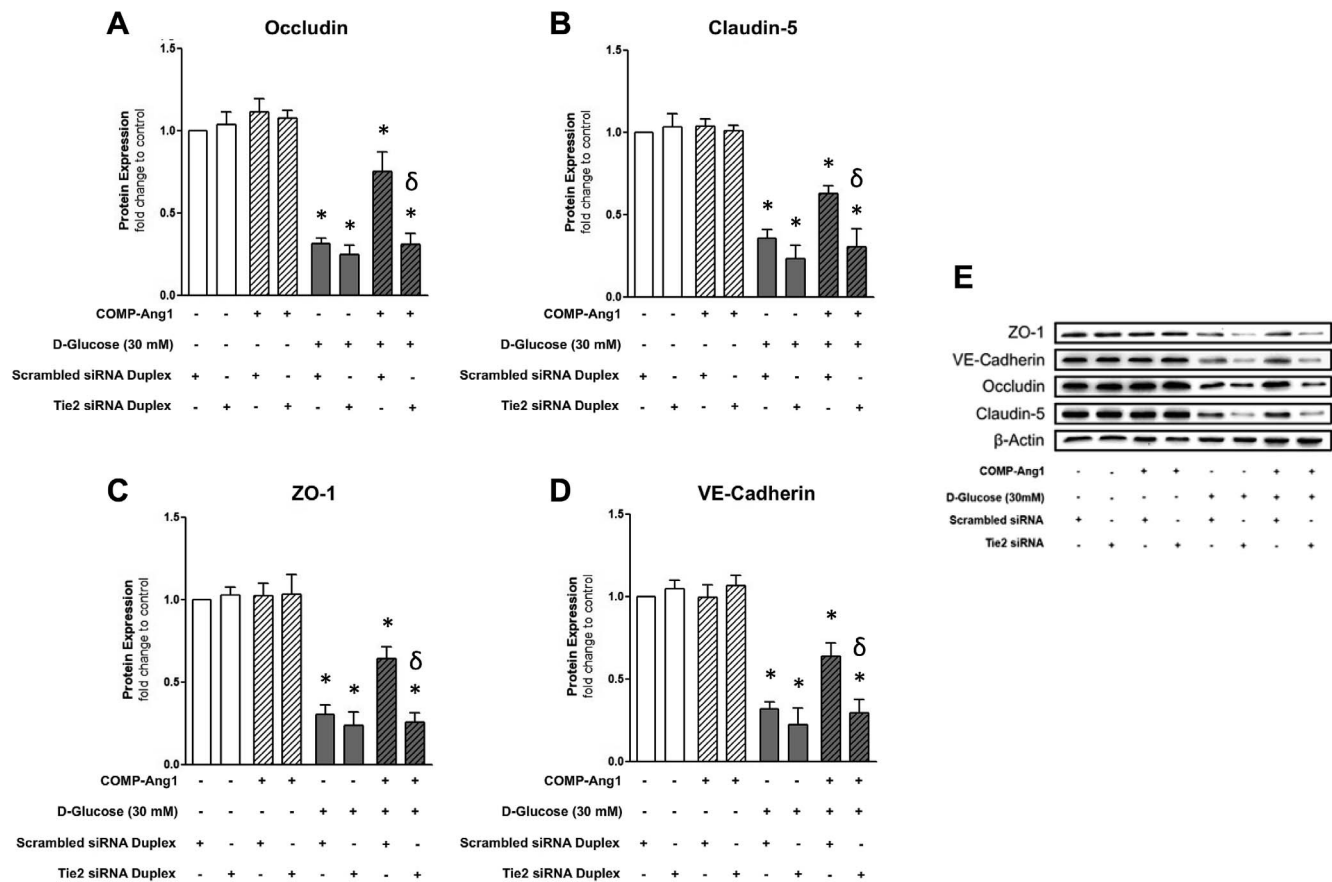 A
Occludin
Protein Expression
fold change to control
1.5
1.0
0.5
0.0
* * * δ *
COMP-Ang1 - - + + - - + +
D-Glucose (30 mM) - - - - + + + +
Scrambled siRNA Duplex + - + - + - + -
Tie2 siRNA Duplex - + - + - + - +
B
Claudin-5
Protein Expression
fold change to control
1.5
1.0
0.5
0.0
* * * δ *
COMP-Ang1 - - + + - - + +
D-Glucose (30 mM) - - - - + + + +
Scrambled siRNA Duplex + - + - + - + -
Tie2 siRNA Duplex - + - + - + - +
C
ZO-1
Protein Expression
fold change to control
1.5
1.0
0.5
0.0
* * * δ *
COMP-Ang1 - - + + - - + +
D-Glucose (30 mM) - - - - + + + +
Scrambled siRNA Duplex + - + - + - + -
Tie2 siRNA Duplex - + - + - + - +
D
VE-Cadherin
Protein Expression
fold change to control
1.5
1.0
0.5
0.0
* * * δ *
COMP-Ang1 - - + + - - + +
D-Glucose (30 mM) - - - - + + + +
Scrambled siRNA Duplex + - + - + - + -
Tie2 siRNA Duplex - + - + - + - +
E
ZO-1
VE-Cadherin
Occludin
Claudin-5
β-Actin
COMP-Ang1 - - + + - - + +
D-Glucose (30mM) - - - - + + + +
Scrambled siRNA + - + - + - + -
Tie2 siRNA - + - + - + - +